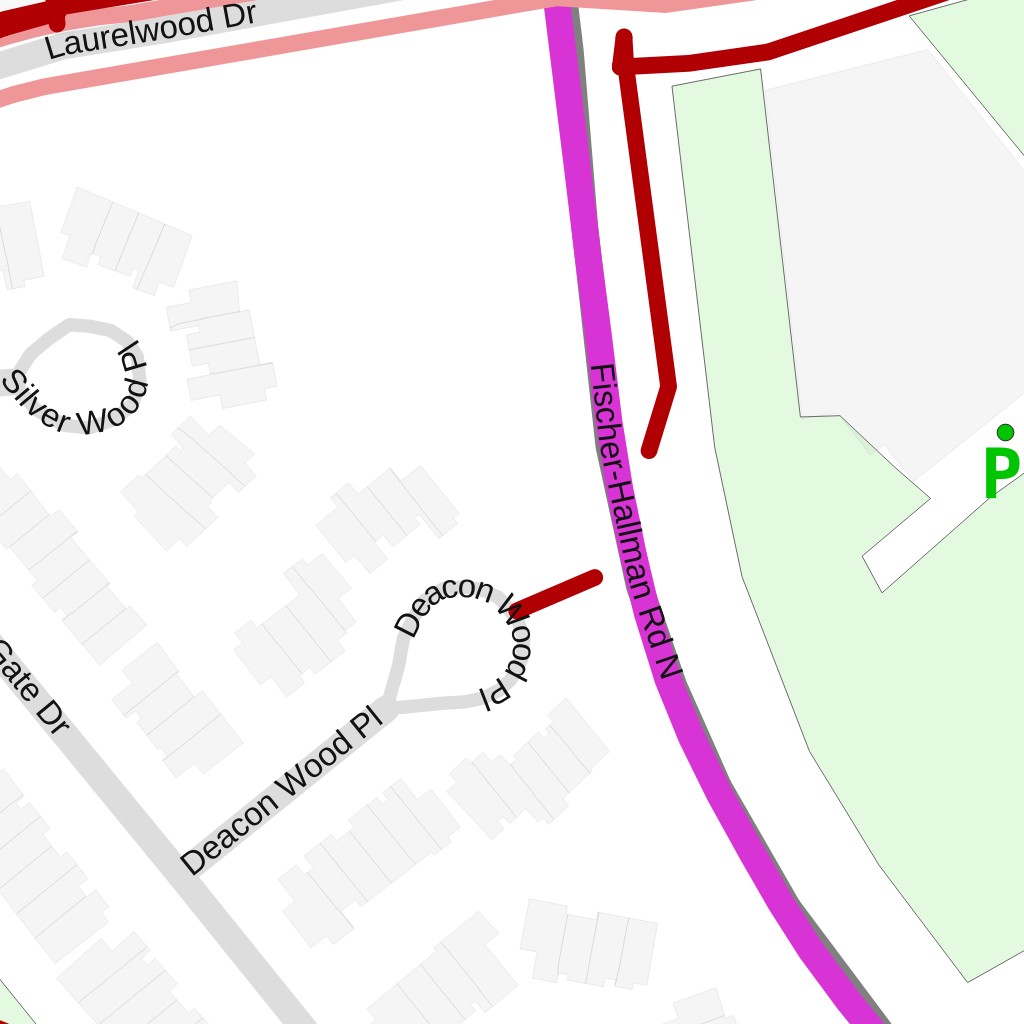 Laurelwood Dr
Silver Wood Pl
Fischer-Hallman Rd N
P
Deacon Wood Pl
Gate Dr
Deacon Wood Pl